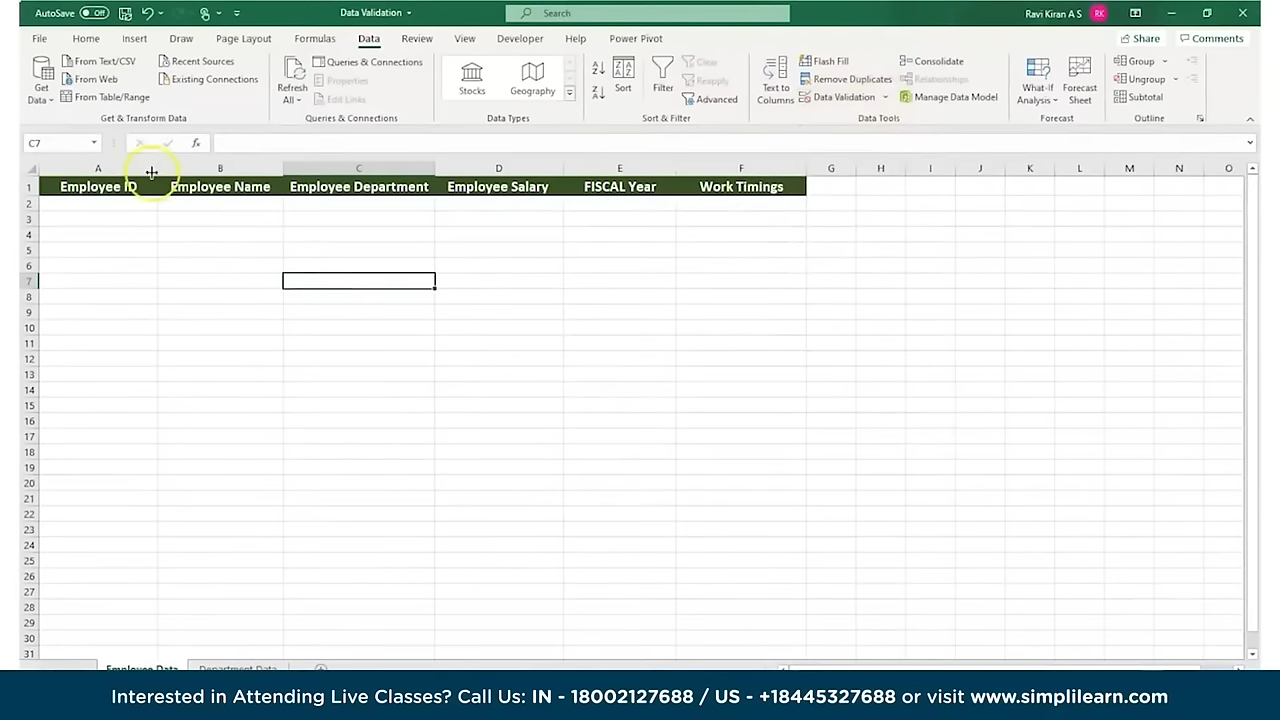 AutoSave Off Data Validation Search Ravi Kiran A S RK
File Home Insert Draw Page Layout Formulas Data Review View Developer Help Power Pivot Share Comments
Get Data
From Text/CSV
From Web
From Table/Range
Recent Sources
Existing Connections
Get & Transform Data
Refresh All
Queries & Connections
Properties
Edit Links
Queries & Connections
Stocks
Geography
Data Types
Sort
Filter
Clear
Reapply
Advanced
Sort & Filter
Text to Columns
Flash Fill
Remove Duplicates
Data Validation
Consolidate
Relationships
Manage Data Model
Data Tools
What-If Analysis
Forecast Sheet
Forecast
Group
Ungroup
Subtotal
Outline
C7 fx
A B C D E F G H I J K L M N O
1 Employee ID Employee Name Employee Department Employee Salary FISCAL Year Work Timings
2
3
4
5
6
7
8
9
10
11
12
13
14
15
16
17
18
19
20
21
22
23
24
25
26
27
28
29
30
31
Employee Data Department Data
Interested in Attending Live Classes? Call Us: IN - 18002127688 / US - +18445327688 or visit www.simplilearn.com